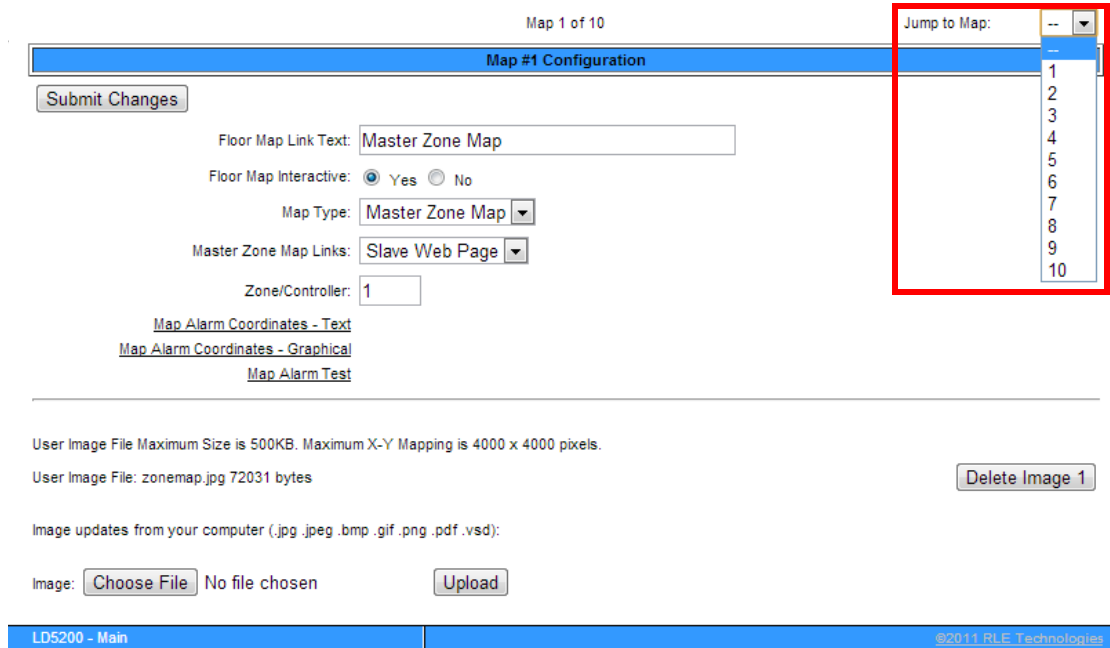 Map 1 of 10
Jump to Map: --
Map #1 Configuration
--
1
2
3
4
5
6
7
8
9
10
Submit Changes
Floor Map Link Text: Master Zone Map
Floor Map Interactive: Yes No
Map Type: Master Zone Map
Master Zone Map Links: Slave Web Page
Zone/Controller: 1
Map Alarm Coordinates - Text
Map Alarm Coordinates - Graphical
Map Alarm Test
User Image File Maximum Size is 500KB. Maximum X-Y Mapping is 4000 x 4000 pixels.
User Image File: zonemap.jpg 72031 bytes
Delete Image 1
Image updates from your computer (.jpg .jpeg .bmp .gif .png .pdf .vsd):
Image: Choose File No file chosen Upload
LD5200 - Main
©2011 RLE Technologies